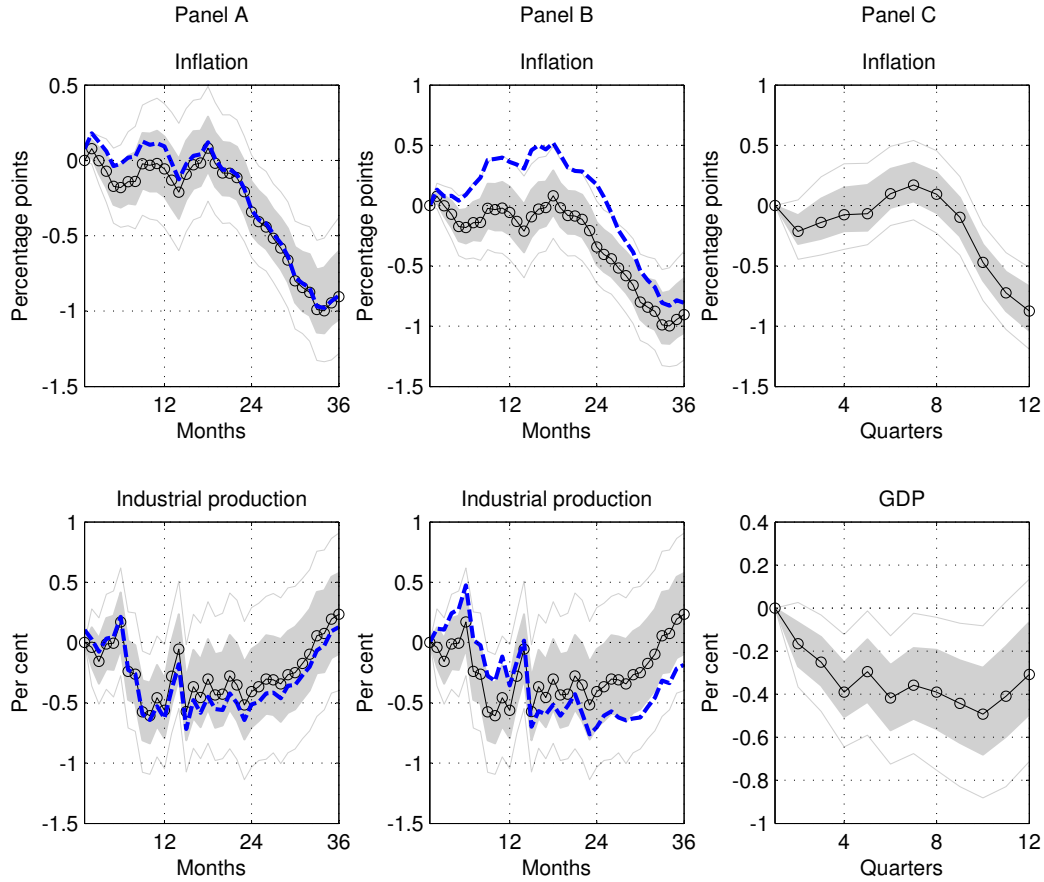 Panel A
Panel B
Panel C
Inflation
Inflation
Inflation
Percentage points
0.5
0
-0.5
-1
-1.5
12
24
36
Months
Percentage points
1
0.5
0
-0.5
-1
-1.5
12
24
36
Months
Percentage points
1
0.5
0
-0.5
-1
-1.5
4
8
12
Quarters
Industrial production
Industrial production
GDP
Per cent
1
0.5
0
-0.5
-1
-1.5
12
24
36
Months
Per cent
1
0.5
0
-0.5
-1
-1.5
12
24
36
Months
Per cent
0.4
0.2
0
-0.2
-0.4
-0.6
-0.8
-1
4
8
12
Quarters